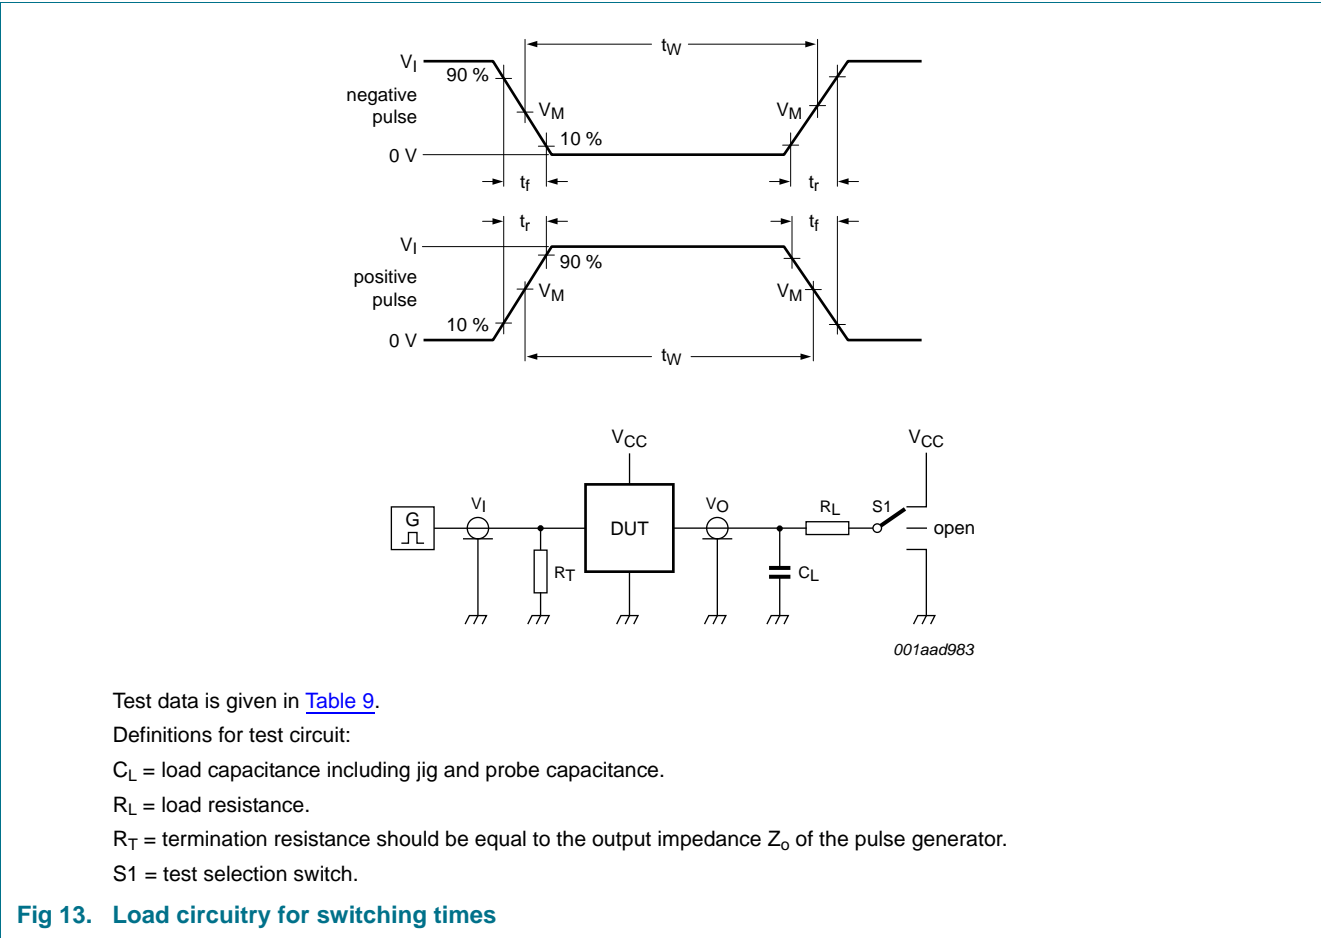 tW
VI
90 %
negative
pulse
VM
VM
10 %
0 V
tf
tr
tr
tf
VI
90 %
positive
pulse
VM
VM
10 %
0 V
tW
VCC
VCC
G
VI
DUT
VO
RL
S1
open
RT
CL
001aad983
Test data is given in Table 9.
Definitions for test circuit:
CL = load capacitance including jig and probe capacitance.
RL = load resistance.
RT = termination resistance should be equal to the output impedance Zo of the pulse generator.
S1 = test selection switch.
Fig 13. Load circuitry for switching times